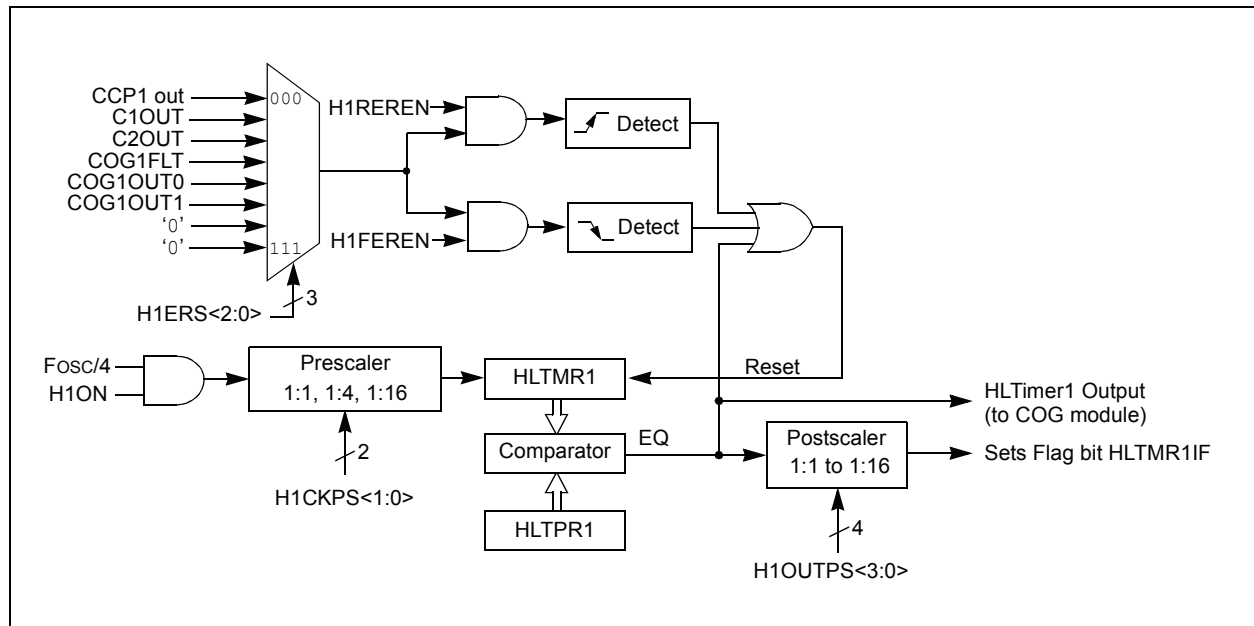 CCP1 out
C1OUT
C2OUT
COG1FLT
COG1OUT0
COG1OUT1
‘0’
‘0’
000
111
H1ERS<2:0>
3
H1REREN
Detect
H1FEREN
Detect
FOSC/4
H1ON
Prescaler
1:1, 1:4, 1:16
2
H1CKPS<1:0>
HLTMR1
Reset
Comparator
EQ
HLTPR1
HLTimer1 Output
(to COG module)
Postscaler
1:1 to 1:16
Sets Flag bit HLTMR1IF
4
H1OUTPS<3:0>